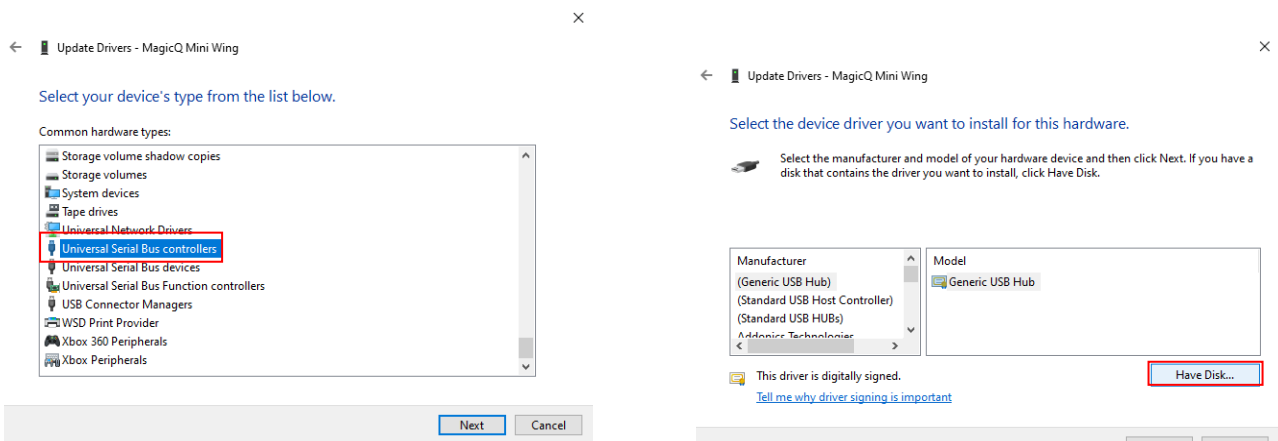 Update Drivers - MagicQ Mini Wing
Select your device's type from the list below.
Common hardware types:
Storage volume shadow copies
Storage volumes
System devices
Tape drives
Universal Network Drivers
Universal Serial Bus controllers
Universal Serial Bus devices
Universal Serial Bus Function controllers
USB Connector Managers
WSD Print Provider
Xbox 360 Peripherals
Xbox Peripherals
Next
Cancel
Update Drivers - MagicQ Mini Wing
Select the device driver you want to install for this hardware.
Select the manufacturer and model of your hardware device and then click Next. If you have a
disk that contains the driver you want to install, click Have Disk.
Manufacturer
(Generic USB Hub)
(Standard USB Host Controller)
(Standard USB HUBs)
Addonics Technologies
Model
Generic USB Hub
This driver is digitally signed.
Tell me why driver signing is important
Have Disk...